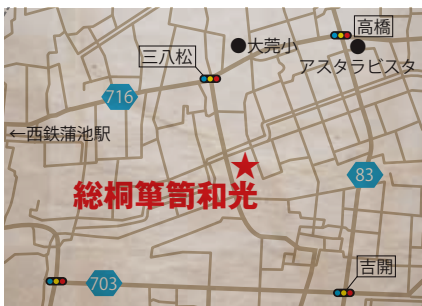 高橋
大莞小
三八松
アスタラビスタ
716
←西鉄蒲池駅
83
総桐箪笥和光
吉開
703